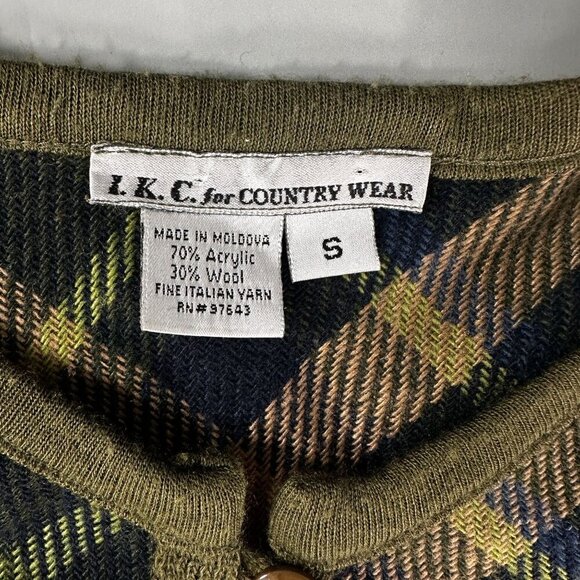 I. K. C. for COUNTRY WEAR
MADE IN MOLDOVA
70% Acrylic
30% Wool
FINE ITALIAN YARN
RN# 97643
S